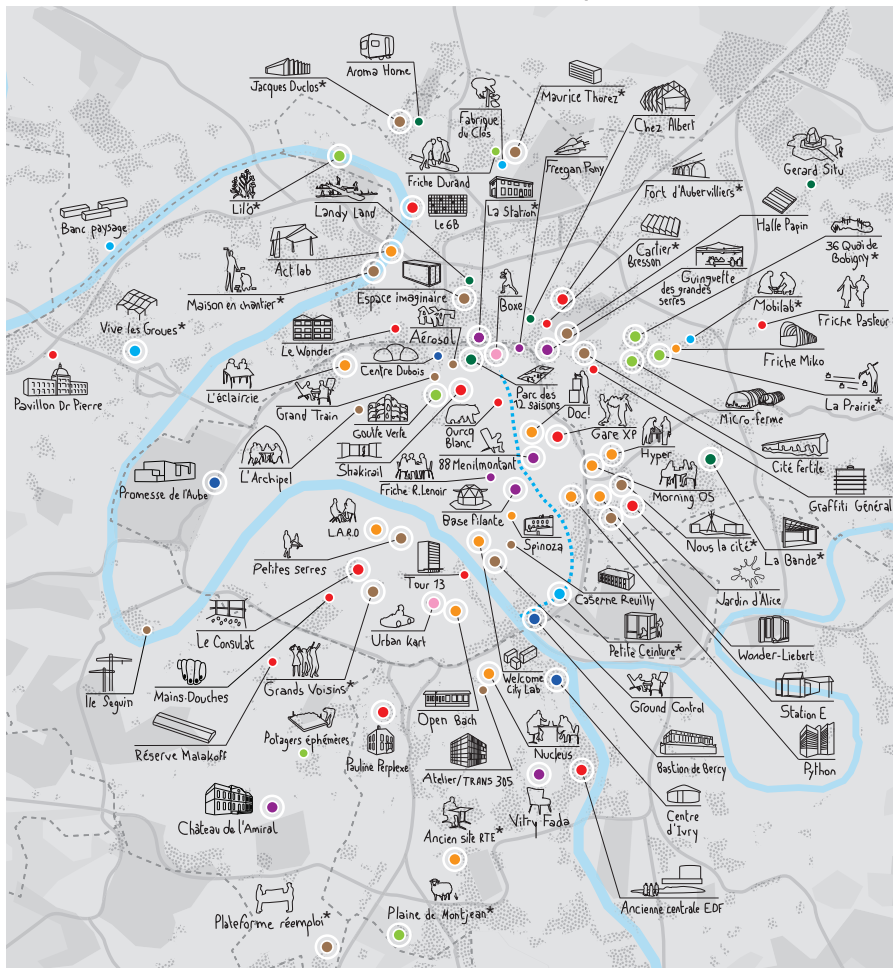 Jacques Duclos*
Aroma Home
Fabrique
du Clos
Maurice Thorez*
Chez Albert
Gerard Situ
Lil'ô*
Landy Land
Friche Durand
Le 6B
La Station*
Freegan Pony
Fort d'Aubervilliers*
Halle Papin
36 Quai de
Bobigny*
Banc paysage
Act lab
Maison en chantier*
Espace imaginaire
Boxe
Cartier*
Bresson
Guinguette
des grandes
serres
Mobilab*
Friche Pasteur
Vive les Groues*
Le Wonder
Aérosol
Friche Miko
Pavillon Dr Pierre
L'éclaircie
Grand Train
Centre Dubois
Parc des
12 saisons
Doc!
La Prairie*
Micro-ferme
Goutte Verte
Shakirail
Ourcq
Blanc
Gare XP
Hyper
Cité fertile
L'Archipel
88 Menilmontant
Morning OS
Graffiti Général
Promesse de l'Aube
Friche R.Lenoir
Base filante
Spinoza
Nous la cité*
La Bande*
L.A.R.O
Petites serres
Tour 13
Caserne Reuilly
Jardin d'Alice
Le Consulat
Urban Kart
Petite Ceinture*
Wonder-Liebert
Ile Seguin
Mains-Douches
Grands Voisins*
Welcome
City Lab
Ground Control
Station E
Réserve Malakoff
Potagers éphémères
Pauline Perplexe
Open Bach
Nucleus
Bastion de Bercy
Python
Château de l'Amiral
Atelier/TRANS 305
Vitry Fada
Centre
d'Ivry
Ancien site RTE*
Ancienne centrale EDF
Plateforme réemploi*
Plaine de Montjean*